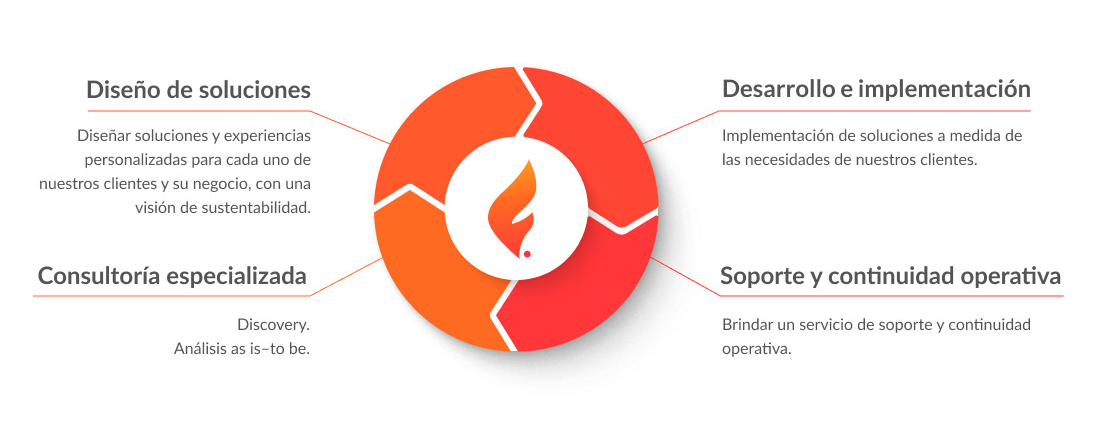 Diseño de soluciones
Diseñar soluciones y experiencias
personalizadas para cada uno de
nuestros clientes y su negocio, con una
visión de sustentabilidad.
Desarrollo e implementación
Implementación de soluciones a medida de
las necesidades de nuestros clientes.
Consultoría especializada
Discovery.
Análisis as is–to be.
Soporte y continuidad operativa
Brindar un servicio de soporte y continuidad
operativa.